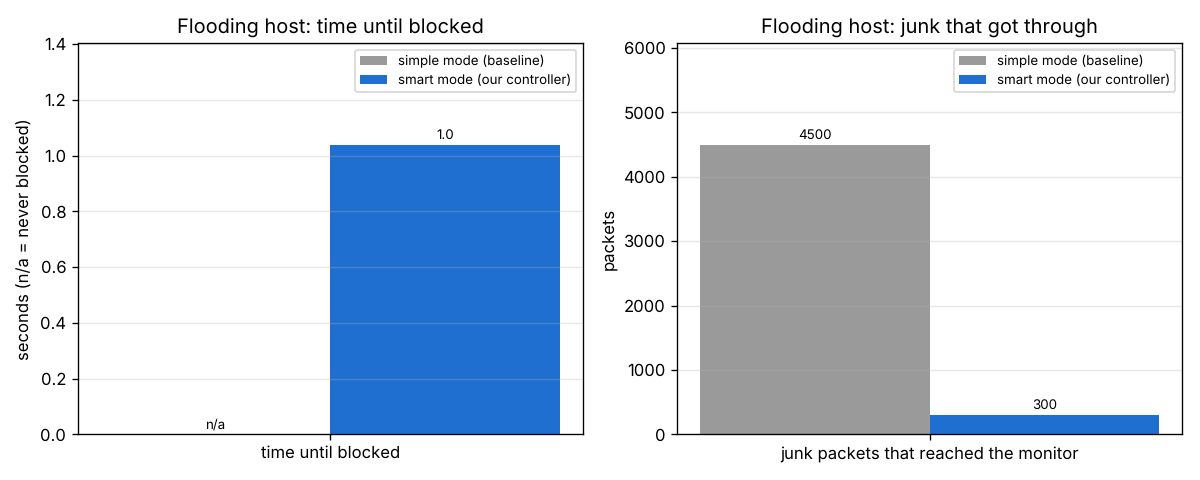 Flooding host: time until blocked
seconds (n/a = never blocked)
1.4
1.2
1.0
0.8
0.6
0.4
0.2
0.0
simple mode (baseline)
smart mode (our controller)
1.0
n/a
time until blocked
Flooding host: junk that got through
packets
6000
5000
4000
3000
2000
1000
0
simple mode (baseline)
smart mode (our controller)
4500
300
junk packets that reached the monitor